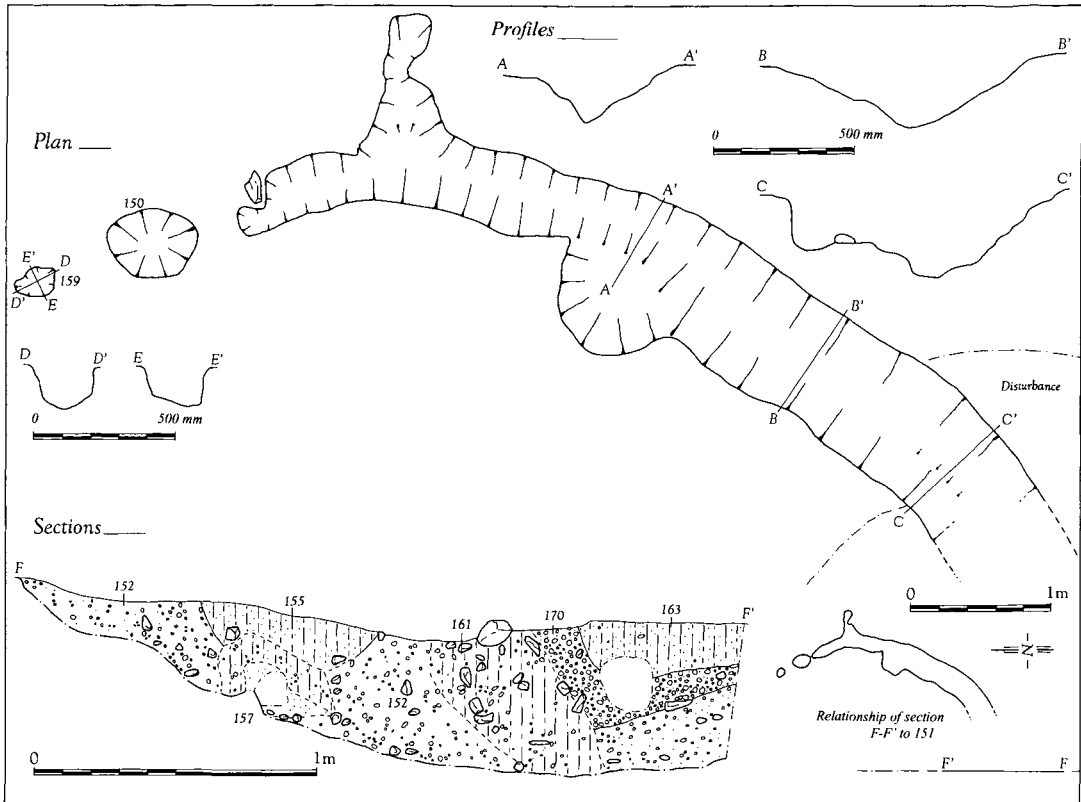 Profiles
A A' B B'
0 500 mm
C C'
Plan
150
A'
A
E' D
159
D' E
B'
B
D D' E E'
0 500 mm
Disturbance
C'
C
Sections
F
152
155
161
170
163
F'
152
157
0 1m
0 1m
N
Relationship of section
F-F' to 151
F' F